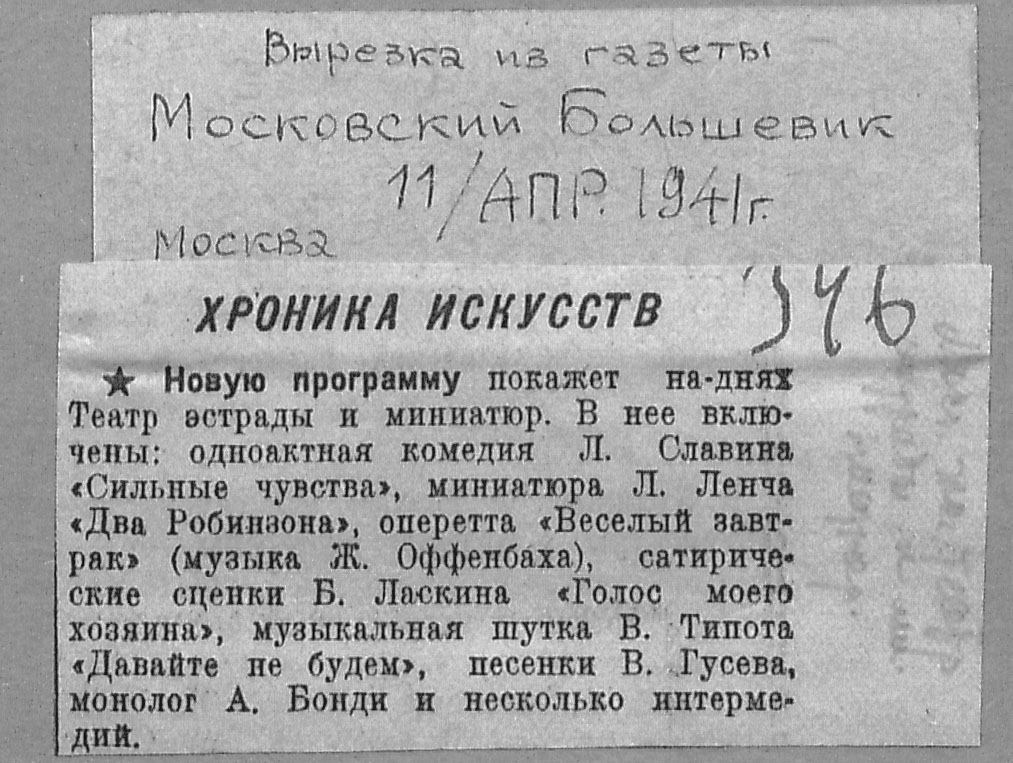 Вырезка из газеты
Московский Большевик
11/АПР. 1941г.
Москва
ХРОНИКА ИСКУССТВ
346
★ Новую программу покажет на-днях
Театр эстрады и миниатюр. В нее вклю-
чены: одноактная комедия Л. Славина
«Сильные чувства», миниатюра Л. Ленча
«Два Робинзона», оперетта «Веселый завт-
рак» (музыка Ж. Оффенбаха), сатириче-
ские сценки Б. Ласкина «Голос моего
хозяина», музыкальная шутка В. Типота
«Давайте не будем», песенки В. Гусева,
монолог А. Бонди и несколько интерме-
дий.